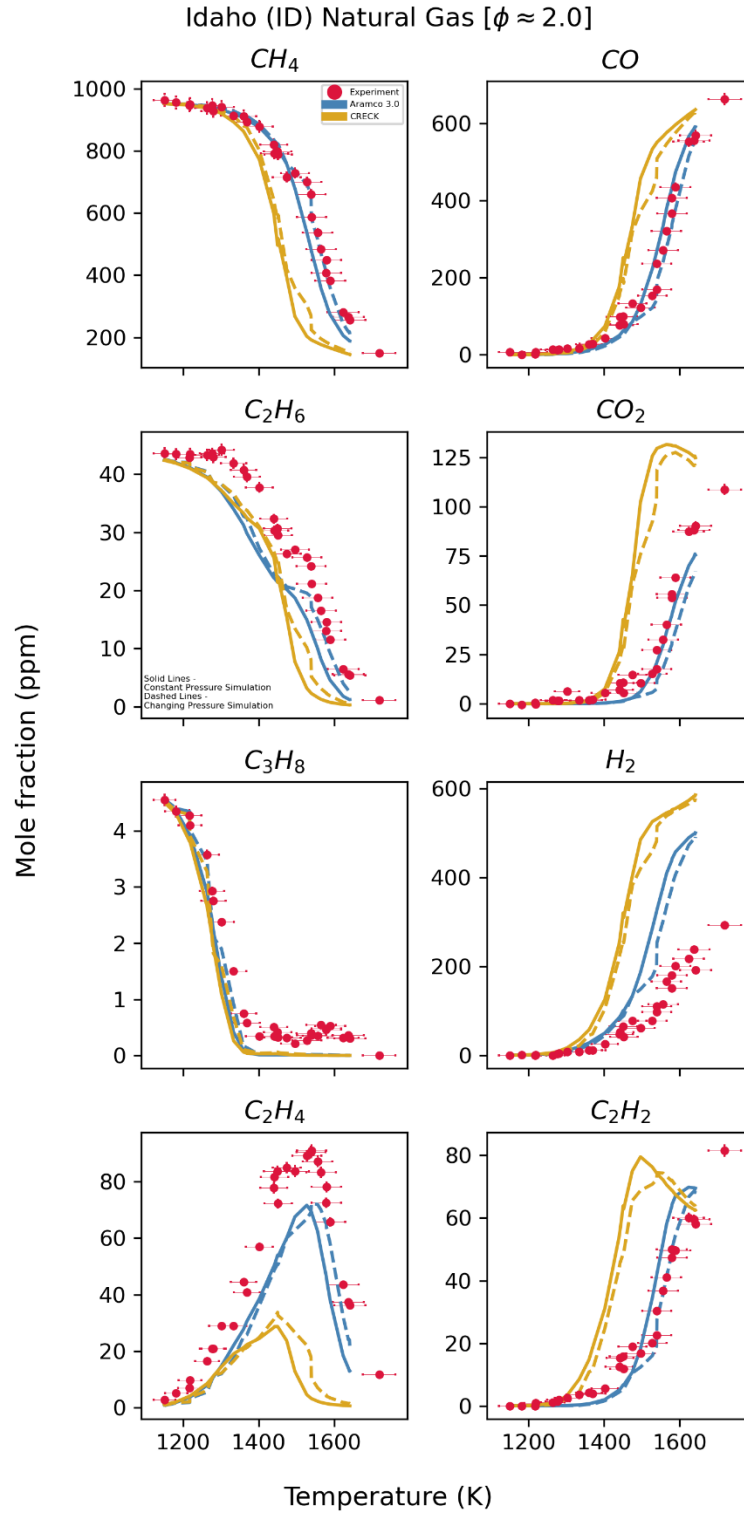 Idaho (ID) Natural Gas [ϕ ≈ 2.0]
CH₄
CO
1000
800
600
400
200
Experiment
Aramco 3.0
CRECK
600
400
200
0
C₂H₆
CO₂
40
30
20
10
0
Solid Lines -
Constant Pressure Simulation
Dashed Lines -
Changing Pressure Simulation
125
100
75
50
25
0
Mole fraction (ppm)
C₃H₈
H₂
4
3
2
1
0
600
400
200
0
C₂H₄
C₂H₂
80
60
40
20
0
80
60
40
20
0
1200 1400 1600
1200 1400 1600
Temperature (K)